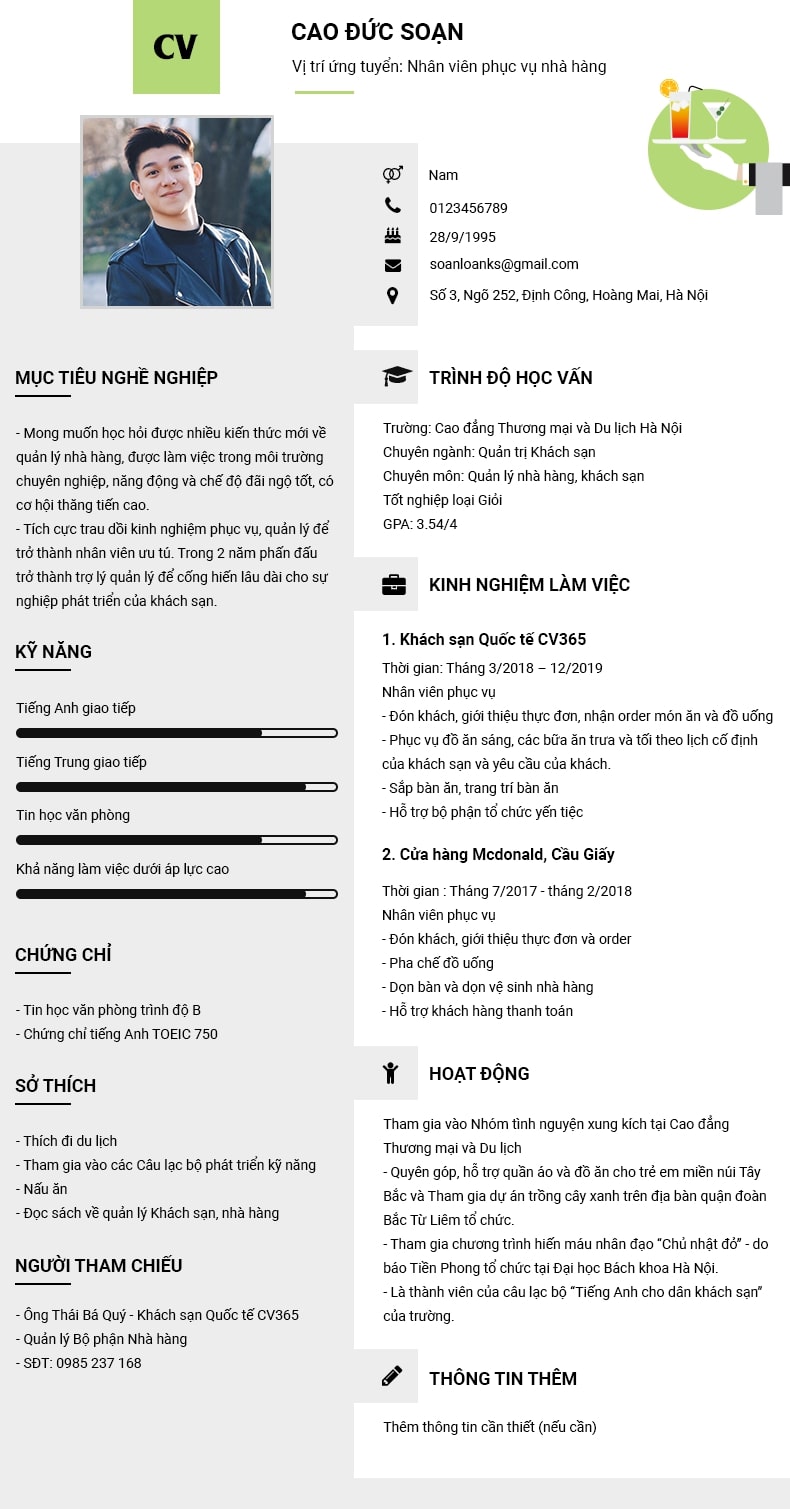 CV
CAO ĐỨC SOẠN
Vị trí ứng tuyển: Nhân viên phục vụ nhà hàng
Nam
0123456789
28/9/1995
soanloanks@gmail.com
Số 3, Ngõ 252, Định Công, Hoàng Mai, Hà Nội
MỤC TIÊU NGHỀ NGHIỆP
- Mong muốn học hỏi được nhiều kiến thức mới về
quản lý nhà hàng, được làm việc trong môi trường
chuyên nghiệp, năng động và chế độ đãi ngộ tốt, có
cơ hội thăng tiến cao.
- Tích cực trau dồi kinh nghiệm phục vụ, quản lý để
trở thành nhân viên ưu tú. Trong 2 năm phấn đấu
trở thành trợ lý quản lý để cống hiến lâu dài cho sự
nghiệp phát triển của khách sạn.
KỸ NĂNG
Tiếng Anh giao tiếp
Tiếng Trung giao tiếp
Tin học văn phòng
Khả năng làm việc dưới áp lực cao
CHỨNG CHỈ
- Tin học văn phòng trình độ B
- Chứng chỉ tiếng Anh TOEIC 750
SỞ THÍCH
- Thích đi du lịch
- Tham gia vào các Câu lạc bộ phát triển kỹ năng
- Nấu ăn
- Đọc sách về quản lý Khách sạn, nhà hàng
NGƯỜI THAM CHIẾU
- Ông Thái Bá Quý - Khách sạn Quốc tế CV365
- Quản lý Bộ phận Nhà hàng
- SĐT: 0985 237 168
TRÌNH ĐỘ HỌC VẤN
Trường: Cao đẳng Thương mại và Du lịch Hà Nội
Chuyên ngành: Quản trị Khách sạn
Chuyên môn: Quản lý nhà hàng, khách sạn
Tốt nghiệp loại Giỏi
GPA: 3.54/4
KINH NGHIỆM LÀM VIỆC
1. Khách sạn Quốc tế CV365
Thời gian: Tháng 3/2018 – 12/2019
Nhân viên phục vụ
- Đón khách, giới thiệu thực đơn, nhận order món ăn và đồ uống
- Phục vụ đồ ăn sáng, các bữa ăn trưa và tối theo lịch cố định
của khách sạn và yêu cầu của khách.
- Sắp bàn ăn, trang trí bàn ăn
- Hỗ trợ bộ phận tổ chức yến tiệc
2. Cửa hàng Mcdonald, Cầu Giấy
Thời gian : Tháng 7/2017 - tháng 2/2018
Nhân viên phục vụ
- Đón khách, giới thiệu thực đơn và order
- Pha chế đồ uống
- Dọn bàn và dọn vệ sinh nhà hàng
- Hỗ trợ khách hàng thanh toán
HOẠT ĐỘNG
Tham gia vào Nhóm tình nguyện xung kích tại Cao đẳng
Thương mại và Du lịch
- Quyên góp, hỗ trợ quần áo và đồ ăn cho trẻ em miền núi Tây
Bắc và Tham gia dự án trồng cây xanh trên địa bàn quận đoàn
Bắc Từ Liêm tổ chức.
- Tham gia chương trình hiến máu nhân đạo “Chủ nhật đỏ” - do
báo Tiền Phong tổ chức tại Đại học Bách khoa Hà Nội.
- Là thành viên của câu lạc bộ “Tiếng Anh cho dân khách sạn”
của trường.
THÔNG TIN THÊM
Thêm thông tin cần thiết (nếu cần)